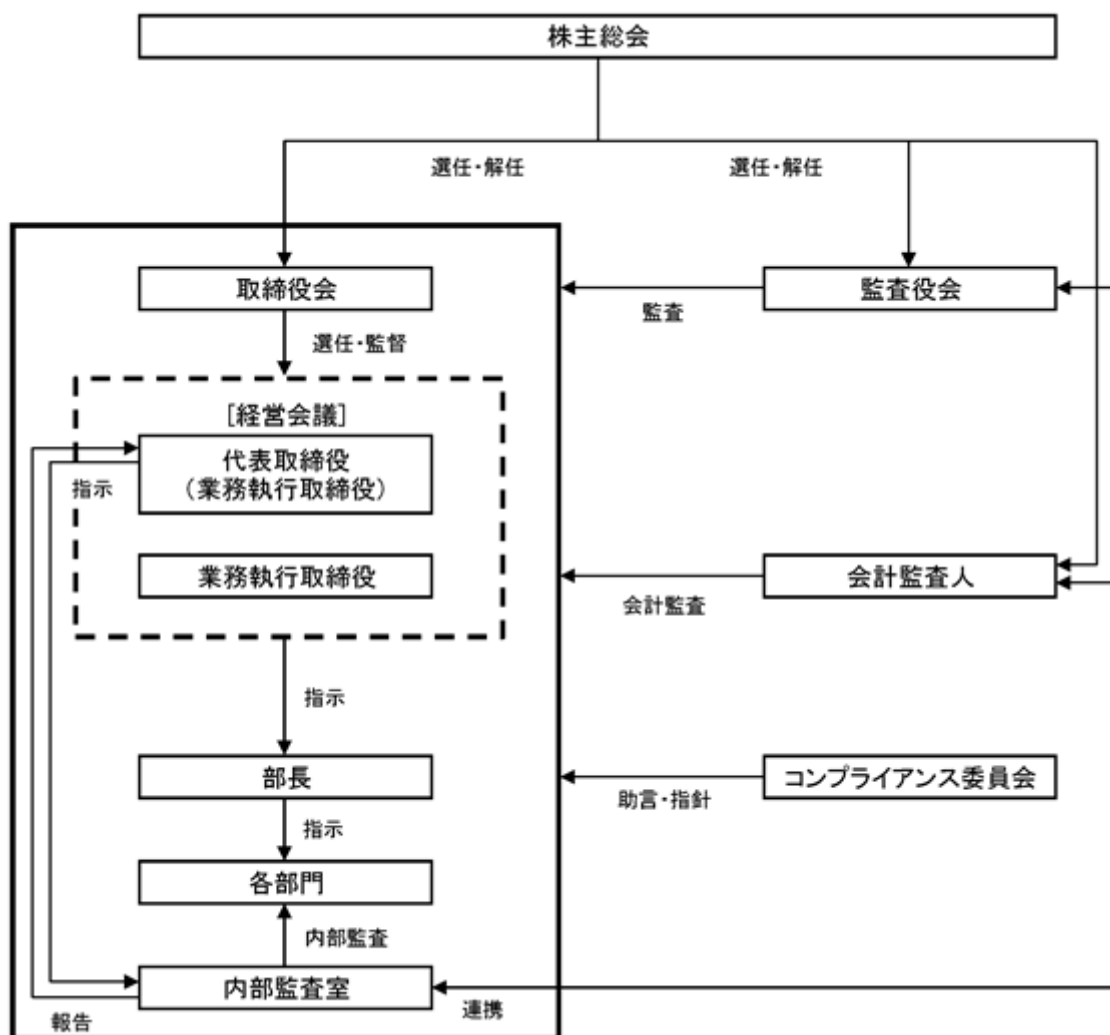 株主総会
選任・解任
選任・解任
取締役会
監査役会
監査
選任・監督
[経営会議]
代表取締役
(業務執行取締役)
指示
業務執行取締役
会計監査人
会計監査
指示
部長
コンプライアンス委員会
助言・指針
指示
各部門
内部監査
内部監査室
連携
報告